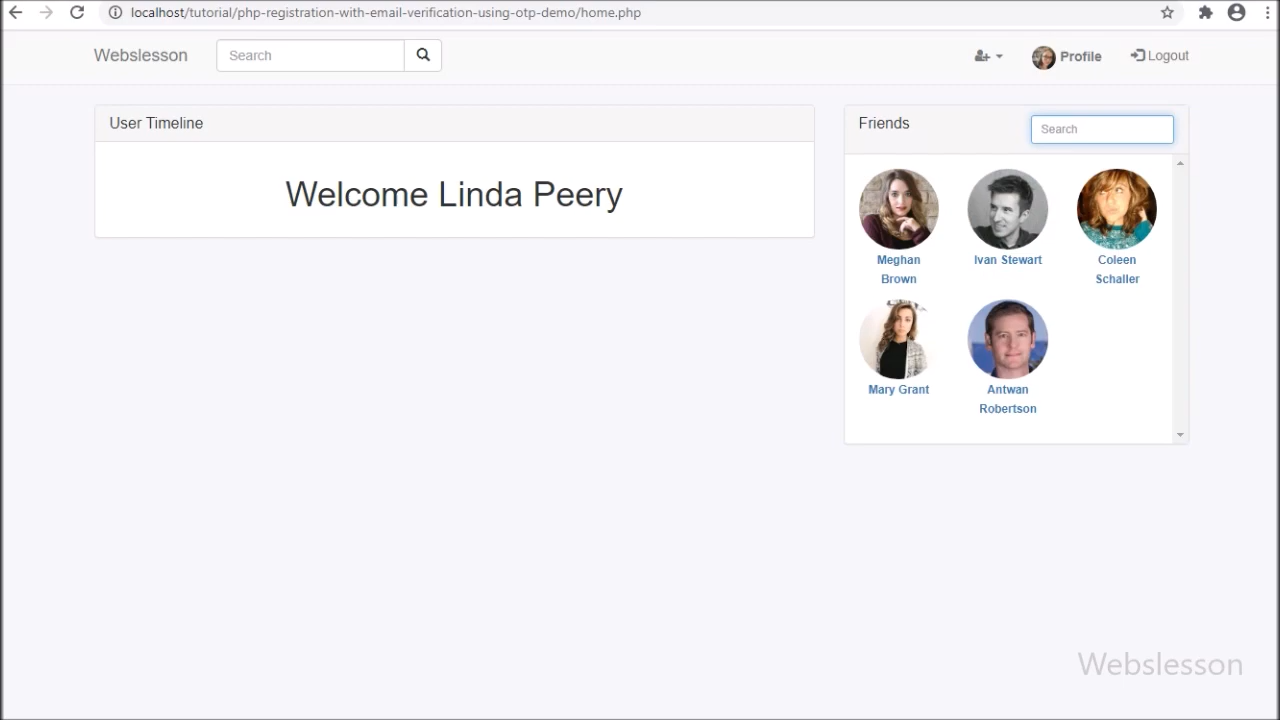 localhost/tutorial/php-registration-with-email-verification-using-otp-demo/home.php
Webslesson
Search
Profile
Logout
User Timeline
Welcome Linda Peery
Friends
Search
Meghan
Brown
Ivan Stewart
Coleen
Schaller
Mary Grant
Antwan
Robertson
Webslesson